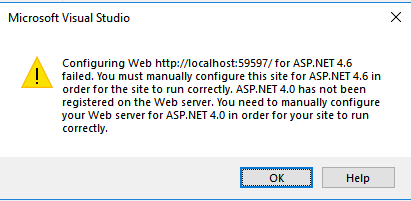 Microsoft Visual Studio
Configuring Web http://localhost:59597/ for ASP.NET 4.6
failed. You must manually configure this site for ASP.NET 4.6 in
order for the site to run correctly. ASP.NET 4.0 has not been
registered on the Web server. You need to manually configure
your Web server for ASP.NET 4.0 in order for your site to run
correctly.
OK
Help